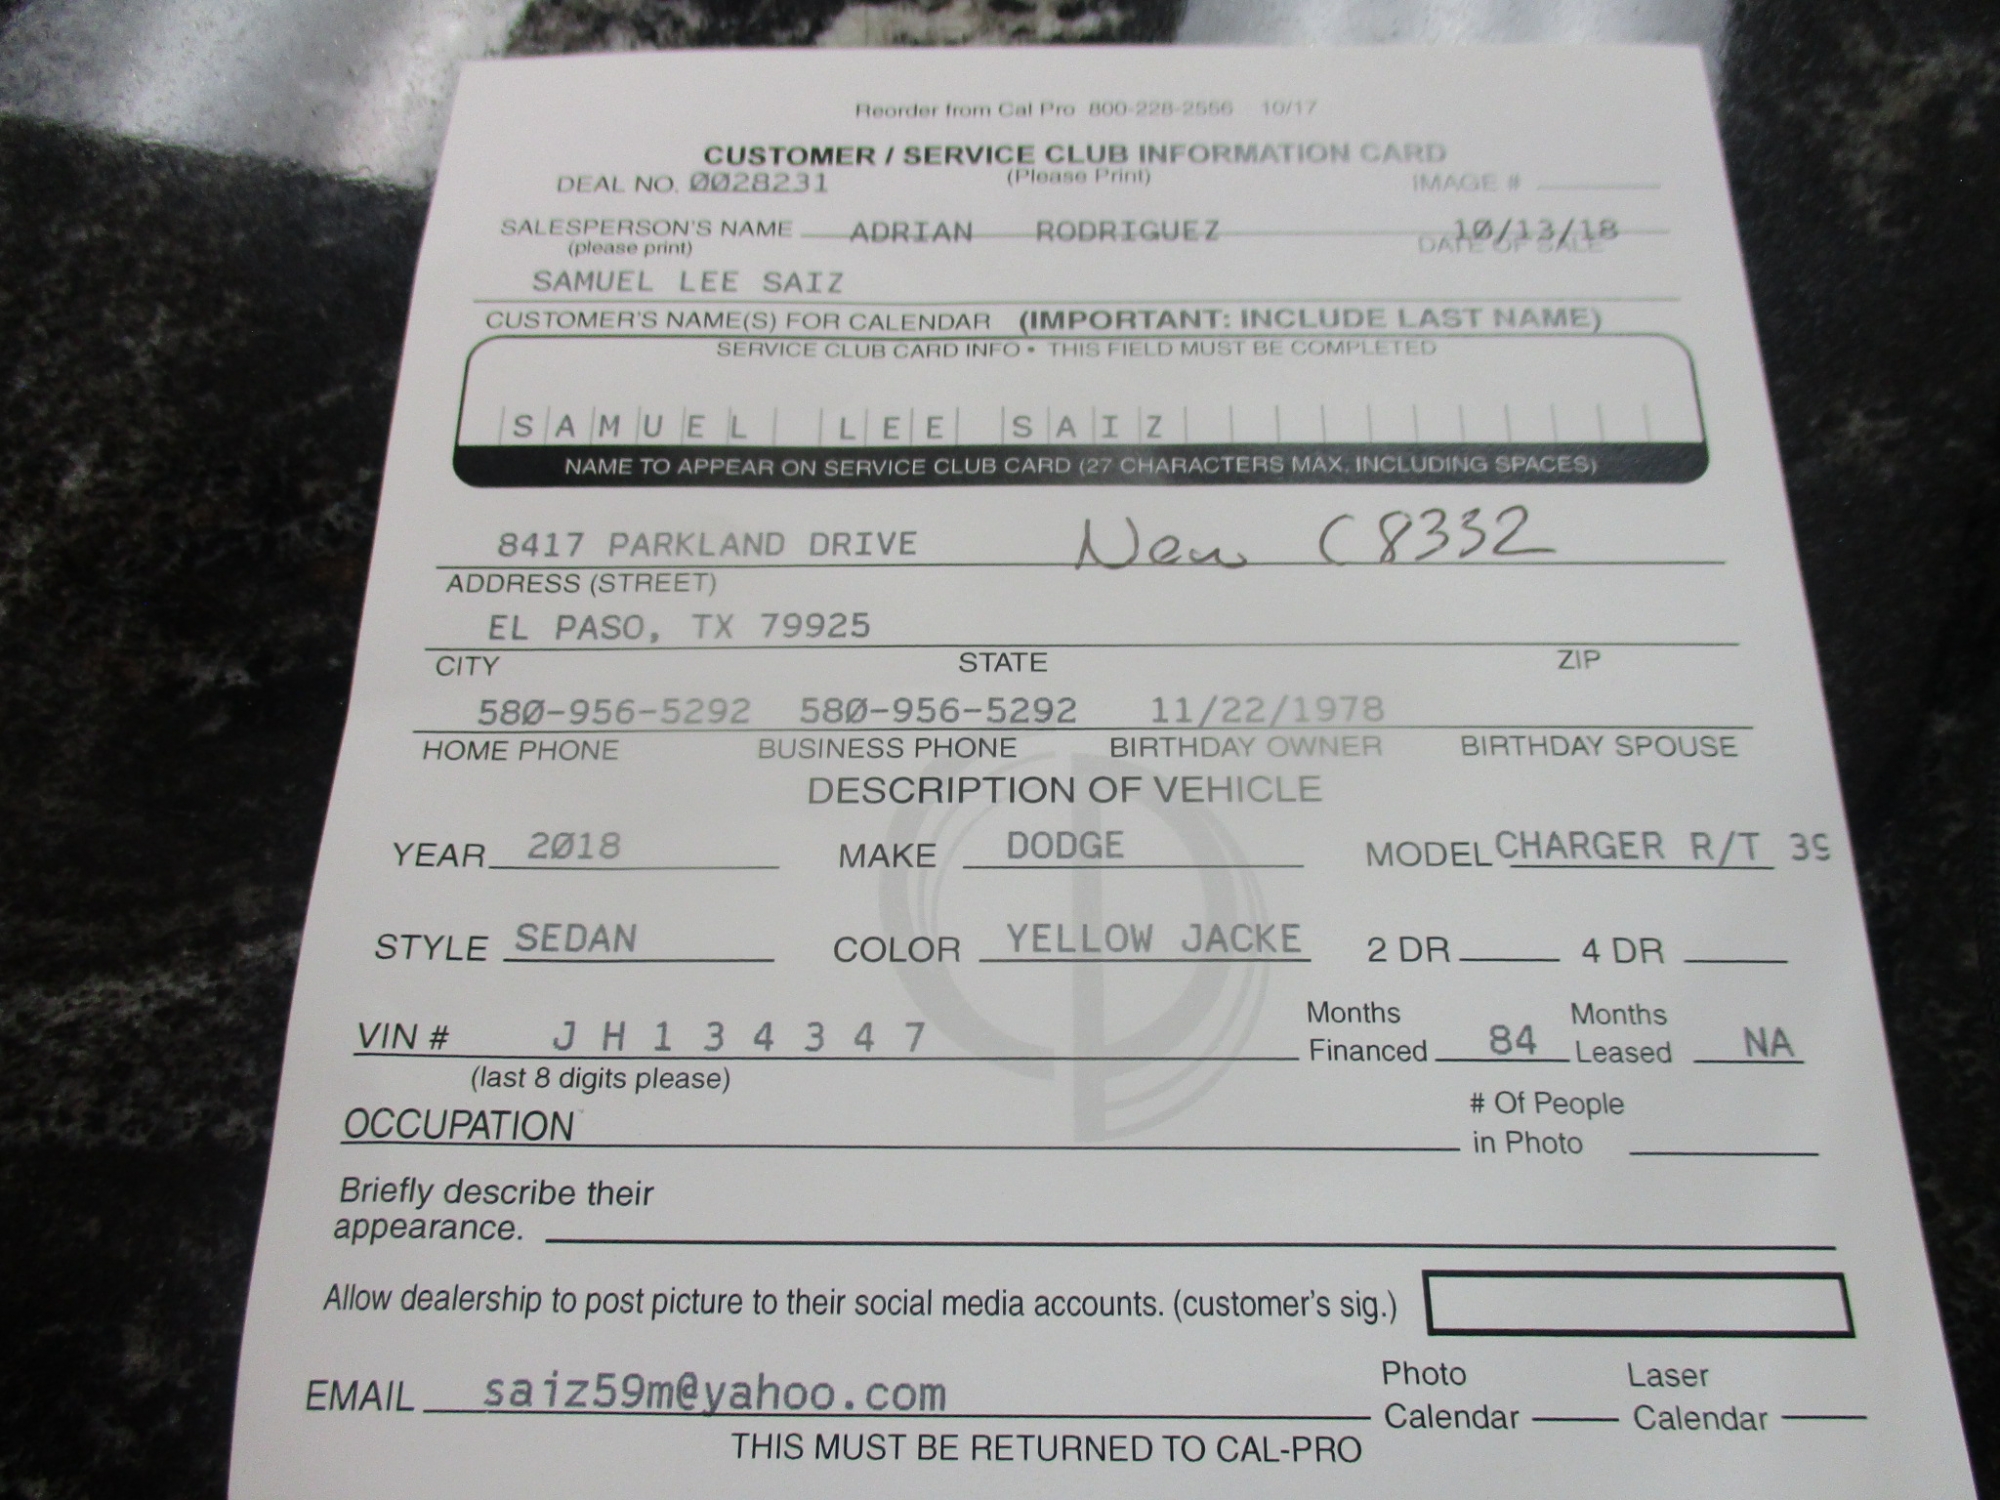 Reorder from Cal Pro 800-228-2556 10/17
CUSTOMER / SERVICE CLUB INFORMATION CARD
DEAL NO. 0028231 (Please Print) IMAGE #
SALESPERSON'S NAME ADRIAN RODRIGUEZ 10/13/18
(please print) DATE OF SALE
SAMUEL LEE SAIZ
CUSTOMER'S NAME(S) FOR CALENDAR (IMPORTANT: INCLUDE LAST NAME)
SERVICE CLUB CARD INFO • THIS FIELD MUST BE COMPLETED
SAMUEL LEE SAIZ
NAME TO APPEAR ON SERVICE CLUB CARD (27 CHARACTERS MAX, INCLUDING SPACES)
8417 PARKLAND DRIVE New C8332
ADDRESS (STREET)
EL PASO, TX 79925
CITY STATE ZIP
580-956-5292 580-956-5292 11/22/1978
HOME PHONE BUSINESS PHONE BIRTHDAY OWNER BIRTHDAY SPOUSE
DESCRIPTION OF VEHICLE
YEAR 2018 MAKE DODGE MODEL CHARGER R/T 39
STYLE SEDAN COLOR YELLOW JACKE 2 DR 4 DR
VIN # J H 1 3 4 3 4 7 Months Financed 84 Months Leased NA
(last 8 digits please)
OCCUPATION # Of People in Photo
Briefly describe their
appearance.
Allow dealership to post picture to their social media accounts. (customer's sig.)
EMAIL saiz59m@yahoo.com Photo Calendar Laser Calendar
THIS MUST BE RETURNED TO CAL-PRO